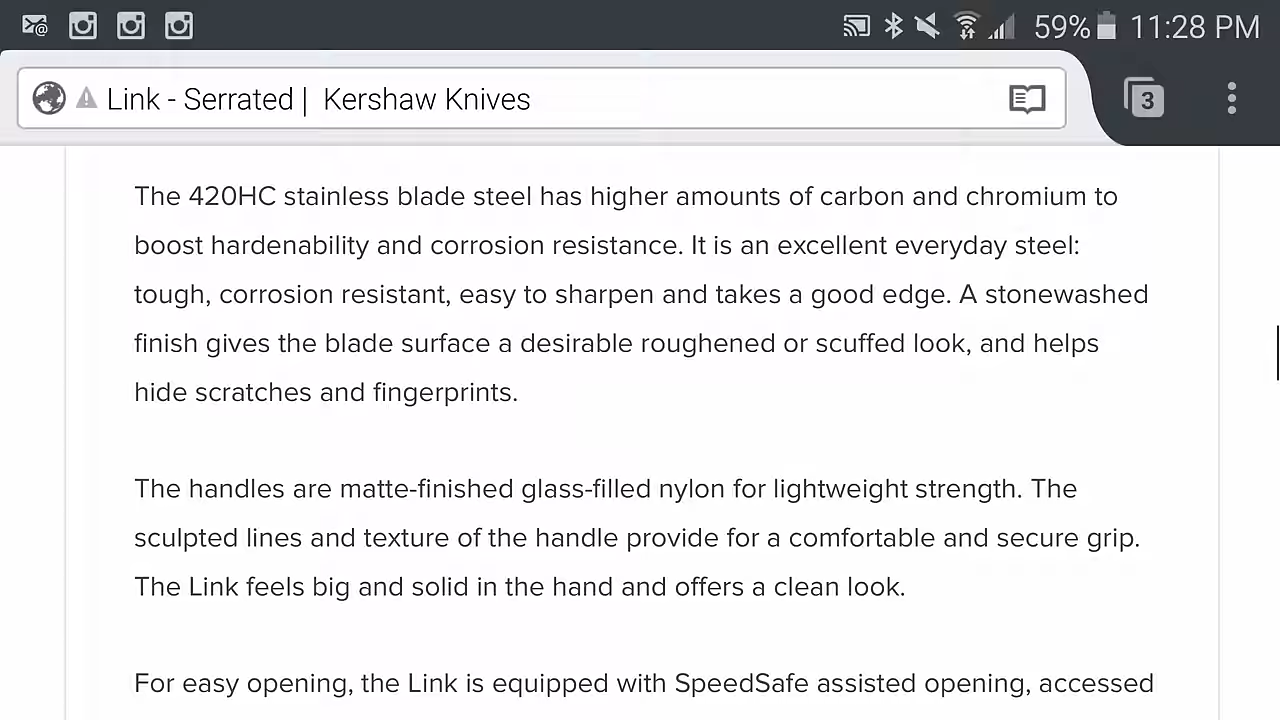 59% 11:28 PM
Link - Serrated | Kershaw Knives
3
The 420HC stainless blade steel has higher amounts of carbon and chromium to
boost hardenability and corrosion resistance. It is an excellent everyday steel:
tough, corrosion resistant, easy to sharpen and takes a good edge. A stonewashed
finish gives the blade surface a desirable roughened or scuffed look, and helps
hide scratches and fingerprints.
The handles are matte-finished glass-filled nylon for lightweight strength. The
sculpted lines and texture of the handle provide for a comfortable and secure grip.
The Link feels big and solid in the hand and offers a clean look.
For easy opening, the Link is equipped with SpeedSafe assisted opening, accessed